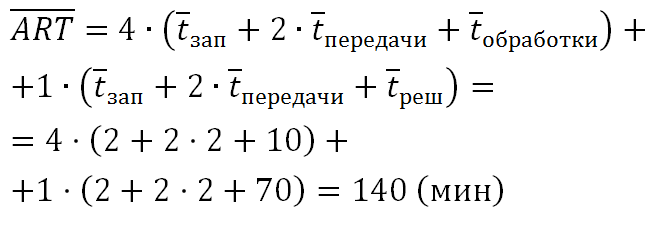 A̅R̅T̅ = 4 · (t̅зап + 2 · t̅передачи + t̅обработки) +
+1 · (t̅зап + 2 · t̅передачи + t̅реш) =
= 4 · (2 + 2 · 2 + 10) +
+1 · (2 + 2 · 2 + 70) = 140 (мин)